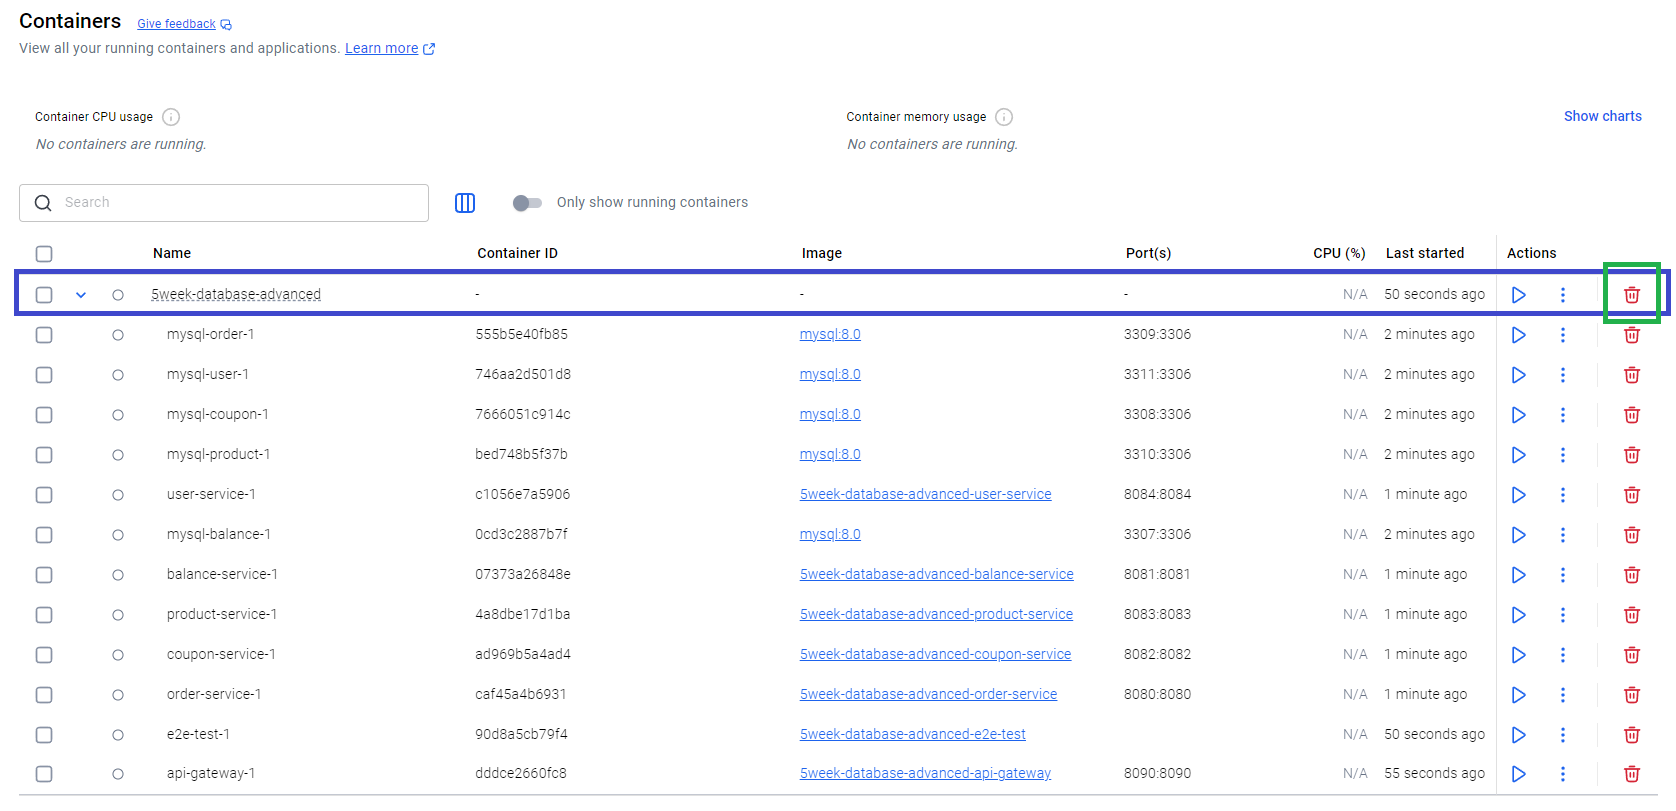 Containers Give feedback
View all your running containers and applications. Learn more
Container CPU usage Container memory usage Show charts
No containers are running. No containers are running.
Search Only show running containers
Name Container ID Image Port(s) CPU (%) Last started Actions
5week-database-advanced - - - N/A 50 seconds ago
mysql-order-1 555b5e40fb85 mysql:8.0 3309:3306 N/A 2 minutes ago
mysql-user-1 746aa2d501d8 mysql:8.0 3311:3306 N/A 2 minutes ago
mysql-coupon-1 7666051c914c mysql:8.0 3308:3306 N/A 2 minutes ago
mysql-product-1 bed748b5f37b mysql:8.0 3310:3306 N/A 2 minutes ago
user-service-1 c1056e7a5906 5week-database-advanced-user-service 8084:8084 N/A 1 minute ago
mysql-balance-1 0cd3c2887b7f mysql:8.0 3307:3306 N/A 2 minutes ago
balance-service-1 07373a26848e 5week-database-advanced-balance-service 8081:8081 N/A 1 minute ago
product-service-1 4a8dbe17d1ba 5week-database-advanced-product-service 8083:8083 N/A 1 minute ago
coupon-service-1 ad969b5a4ad4 5week-database-advanced-coupon-service 8082:8082 N/A 1 minute ago
order-service-1 caf45a4b6931 5week-database-advanced-order-service 8080:8080 N/A 1 minute ago
e2e-test-1 90d8a5cb79f4 5week-database-advanced-e2e-test N/A 50 seconds ago
api-gateway-1 dddce2660fc8 5week-database-advanced-api-gateway 8090:8090 N/A 55 seconds ago